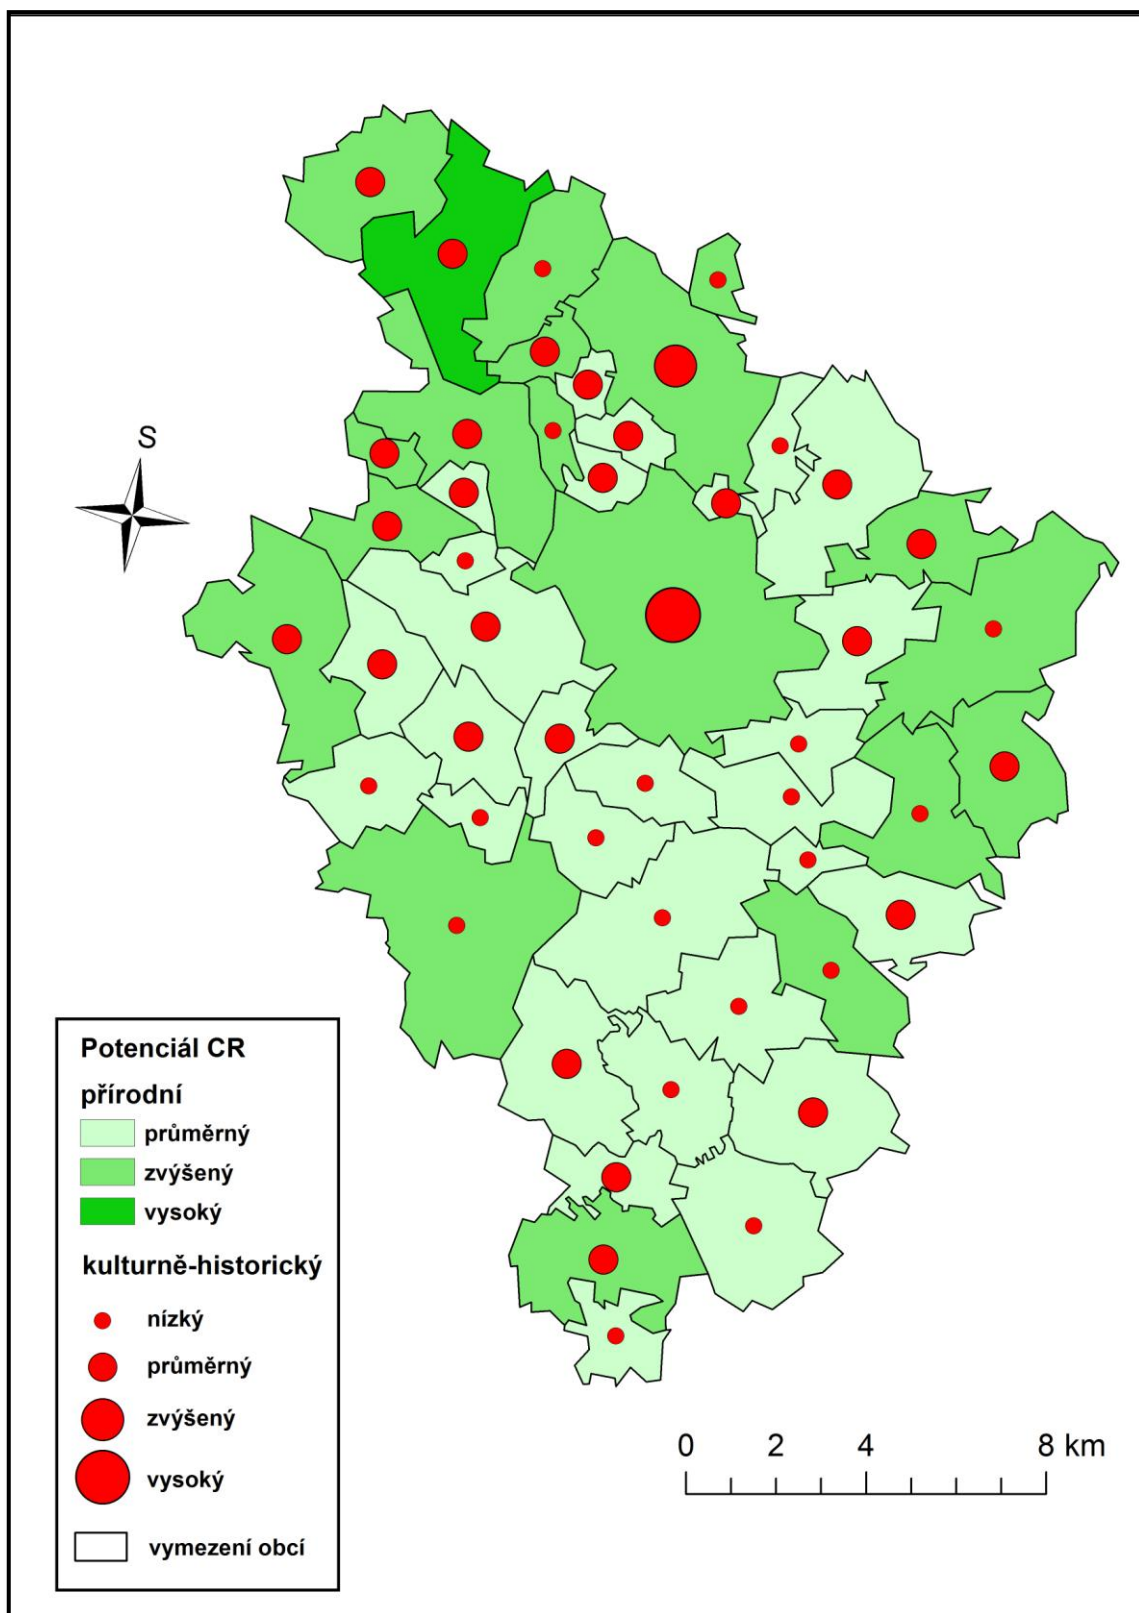 S
Potenciál CR
přírodní
průměrný
zvýšený
vysoký
kulturně-historický
nízký
průměrný
zvýšený
vysoký
vymezení obcí
0 2 4 8 km